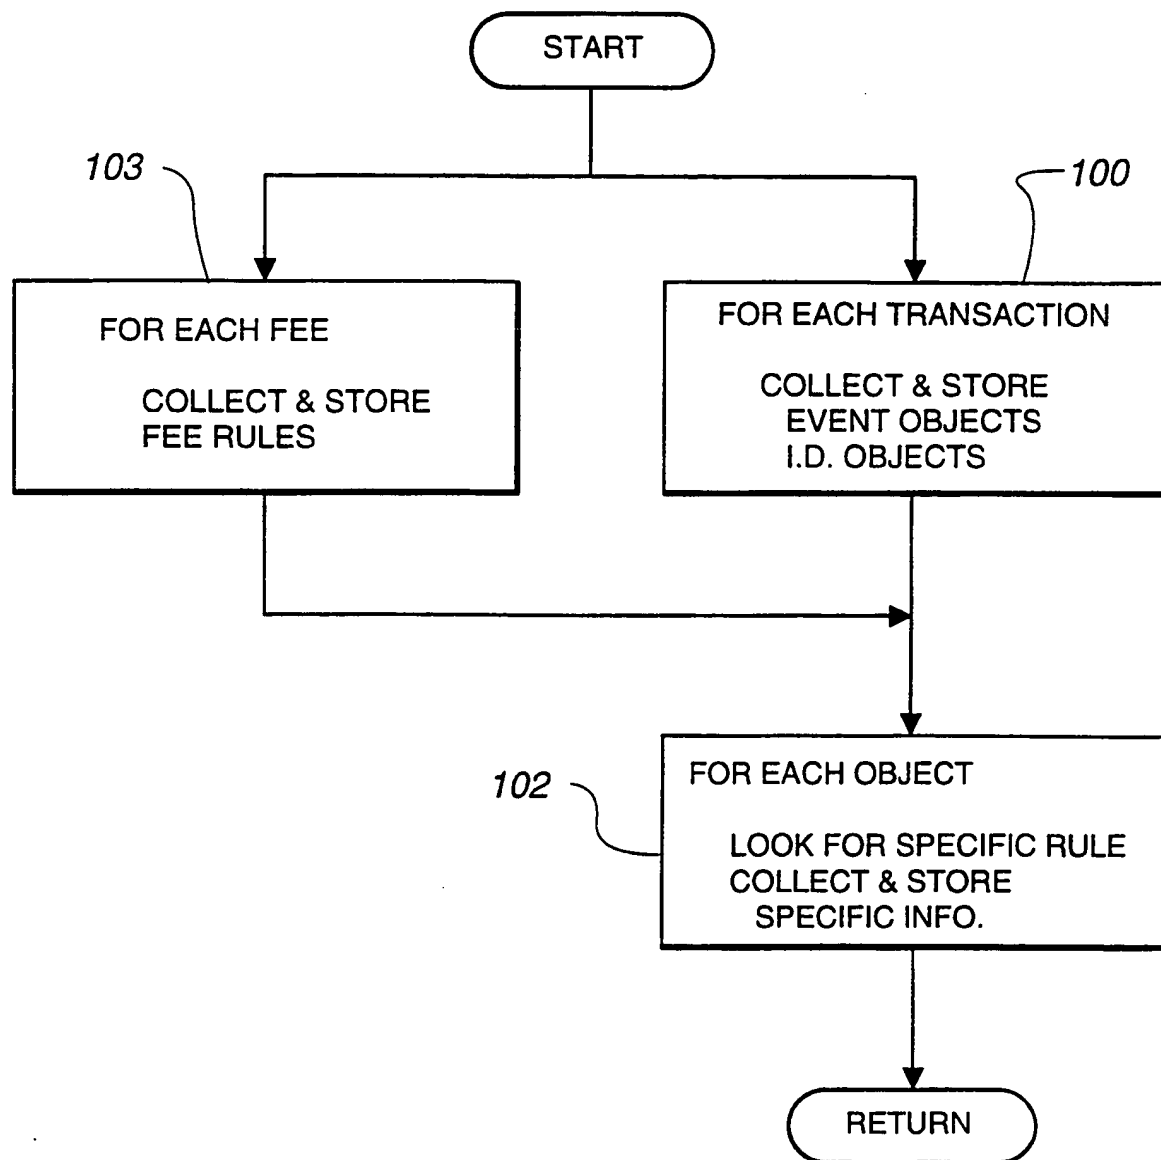 START
103
100
FOR EACH FEE
COLLECT & STORE
FEE RULES
FOR EACH TRANSACTION
COLLECT & STORE
EVENT OBJECTS
I.D. OBJECTS
102
FOR EACH OBJECT
LOOK FOR SPECIFIC RULE
COLLECT & STORE
SPECIFIC INFO.
RETURN